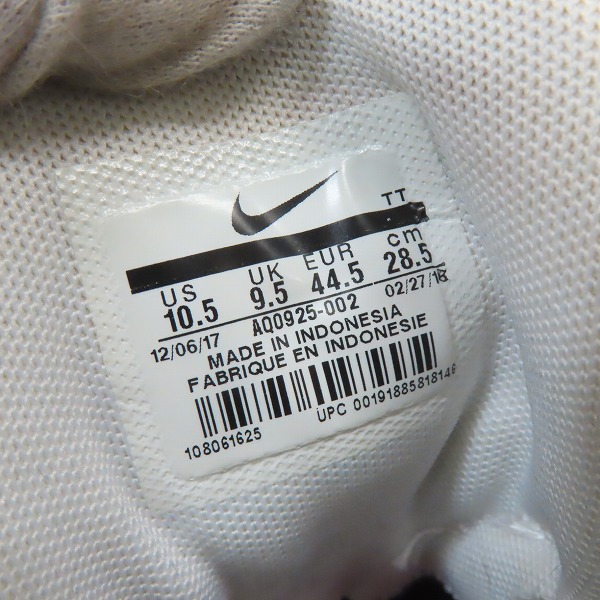 TT
US UK EUR cm
10.5 9.5 44.5 28.5
12/06/17 AQ0925-002 02/27/18
MADE IN INDONESIA
FABRIQUE EN INDONESIE
108061625 UPC 00191885818146